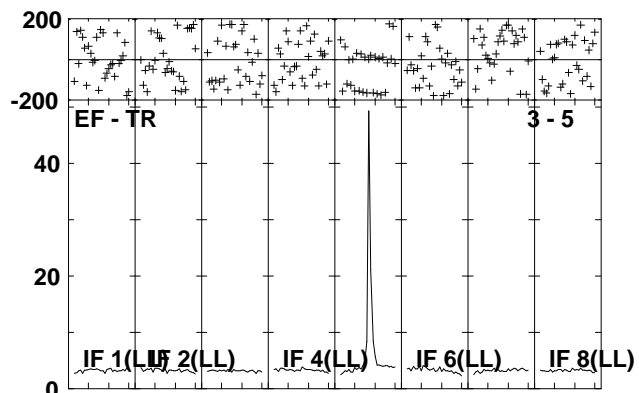 200
-200
EF - TR 3 - 5
40
20
IF 1(LL) IF 2(LL) IF 4(LL) IF 6(LL) IF 8(LL)
0